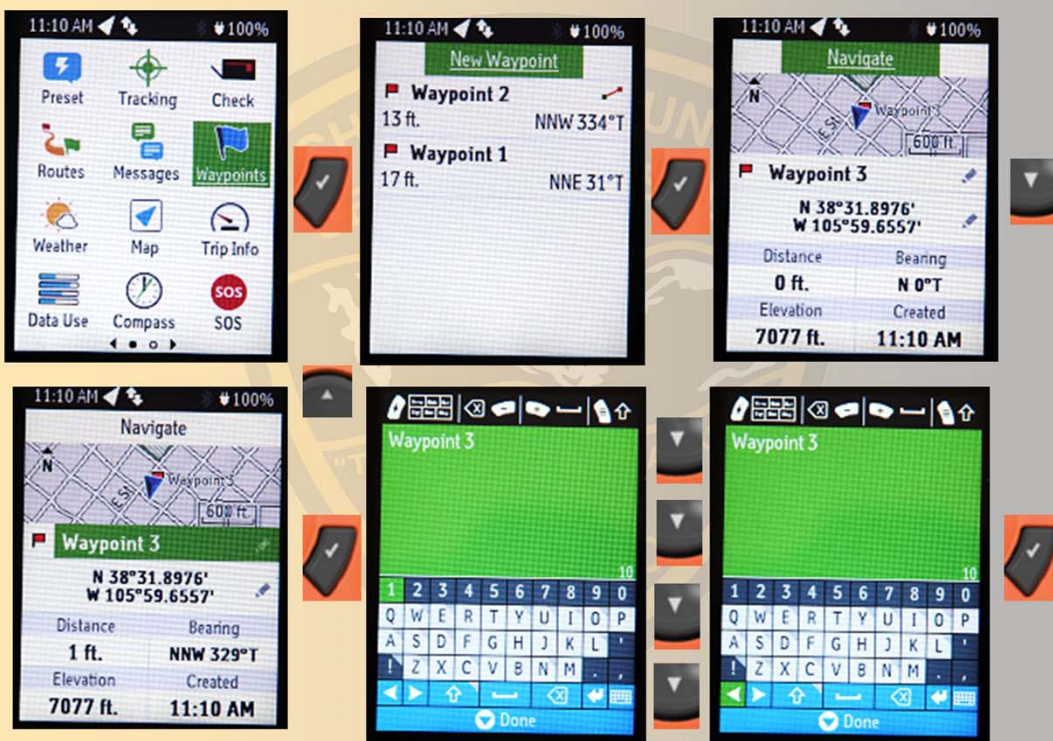 11:10 AM 100%
Preset Tracking Check
Routes Messages Waypoints
Weather Map Trip Info
Data Use Compass SOS
11:10 AM 100%
New Waypoint
Waypoint 2
13 ft. NNW 334°T
Waypoint 1
17 ft. NNE 31°T
11:10 AM 100%
Navigate
N
E St
Waypoint 3
600 ft.
Waypoint 3
N 38°31.8976'
W 105°59.6557'
Distance Bearing
0 ft. N 0°T
Elevation Created
7077 ft. 11:10 AM
11:10 AM 100%
Navigate
N
E St
Waypoint 3
600 ft.
Waypoint 3
N 38°31.8976'
W 105°59.6557'
Distance Bearing
1 ft. NNW 329°T
Elevation Created
7077 ft. 11:10 AM
Waypoint 3
10
1 2 3 4 5 6 7 8 9 0
Q W E R T Y U I O P
A S D F G H J K L '
! Z X C V B N M . ,
Done
Waypoint 3
10
1 2 3 4 5 6 7 8 9 0
Q W E R T Y U I O P
A S D F G H J K L '
! Z X C V B N M . ,
Done